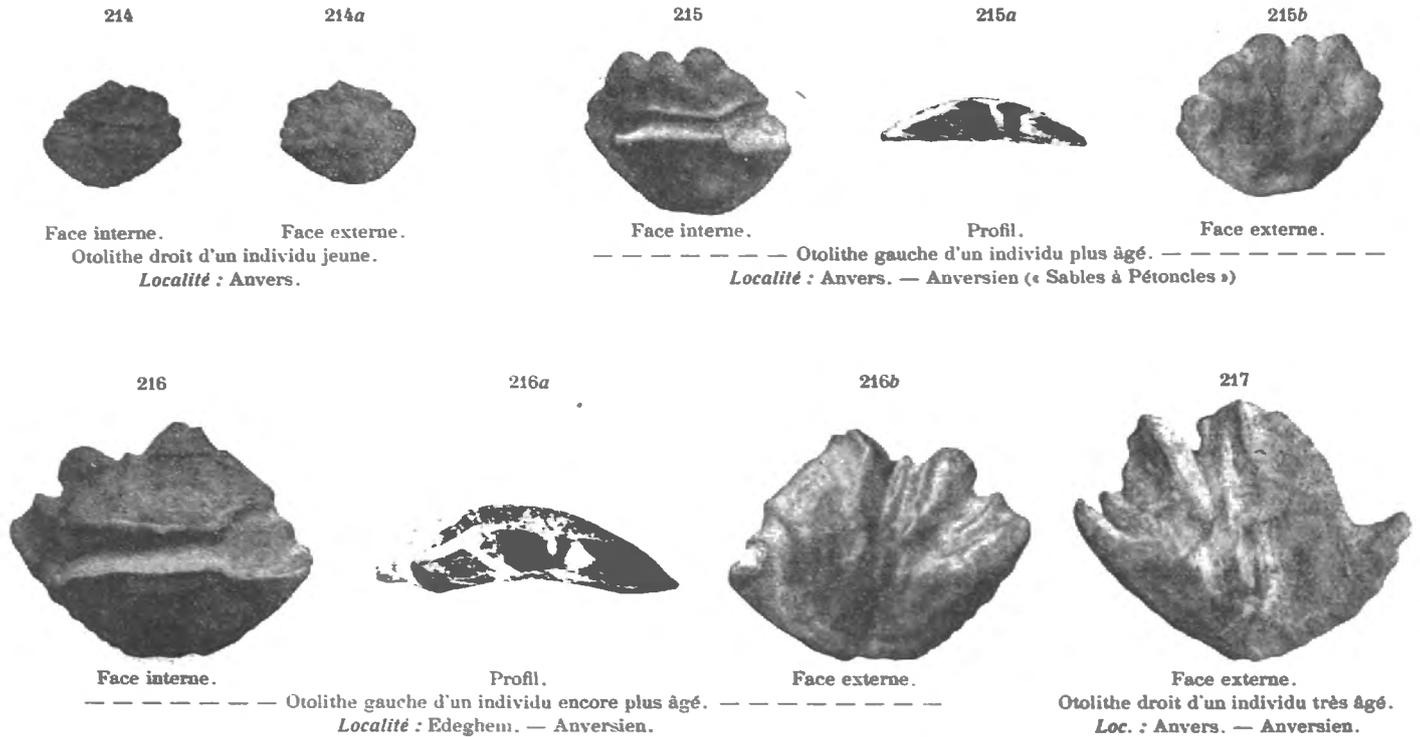 214 214a 215 215a 215b
Face interne. Face externe. Face interne. Profil. Face externe.
Otolithe droit d'un individu jeune. — — — — — — — Otolithe gauche d'un individu plus âgé. — — — — — — — —
Localité : Anvers. Localité : Anvers. — Anversien (« Sables à Pétoncles »)
216 216a 216b 217
Face interne. Profil. Face externe. Face externe.
— — — — — — — Otolithe gauche d'un individu encore plus âgé. — — — — — — — — Otolithe droit d'un individu très âgé.
Localité : Edeghem. — Anversien. Loc. : Anvers. — Anversien.